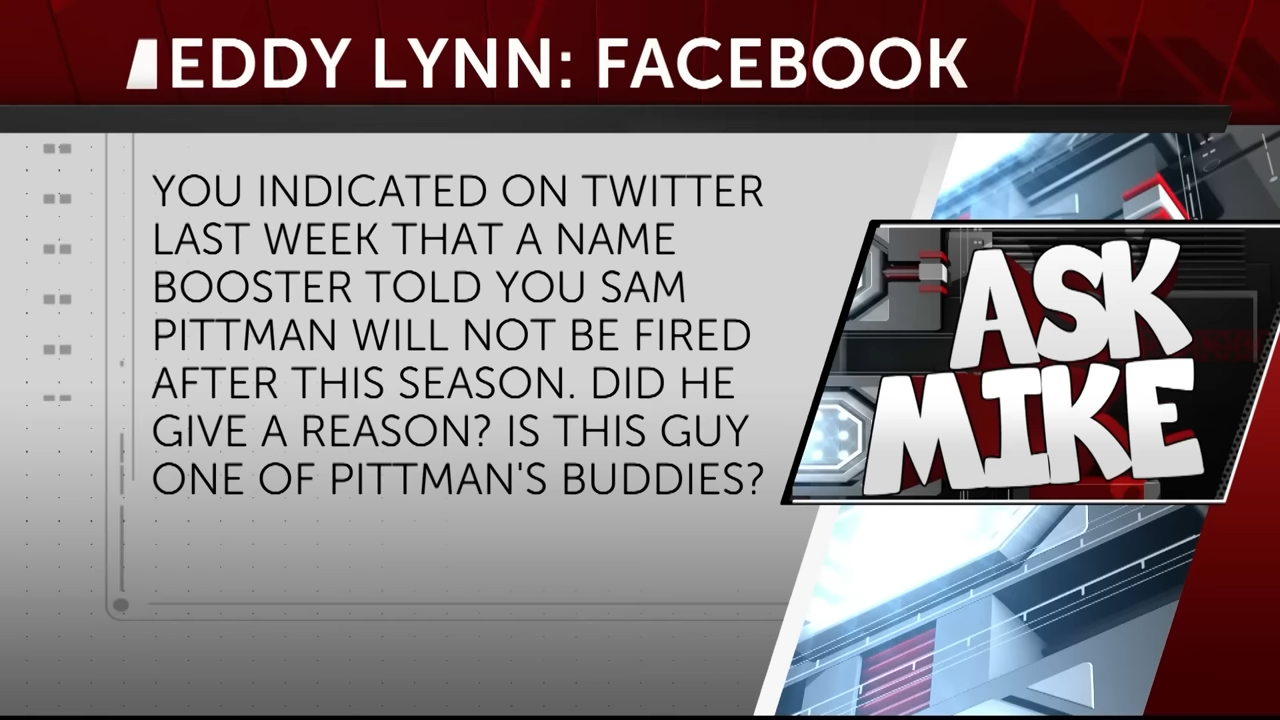 EDDY LYNN: FACEBOOK
YOU INDICATED ON TWITTER
LAST WEEK THAT A NAME
BOOSTER TOLD YOU SAM
PITTMAN WILL NOT BE FIRED
AFTER THIS SEASON. DID HE
GIVE A REASON? IS THIS GUY
ONE OF PITTMAN'S BUDDIES?
ASK
MIKE